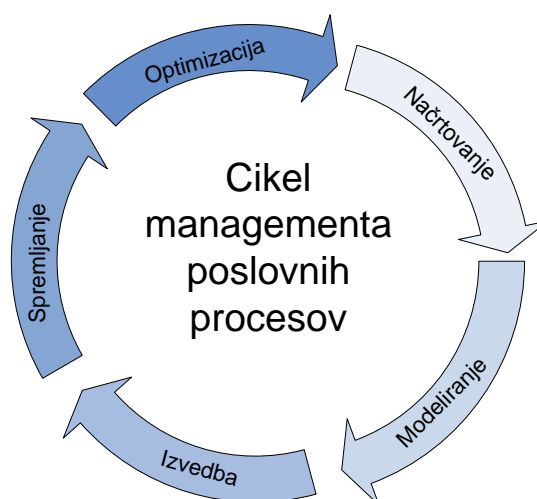 Optimizacija
Načrtovanje
Cikel
managementa
poslovnih
procesov
Spremljanje
Modeliranje
Izvedba